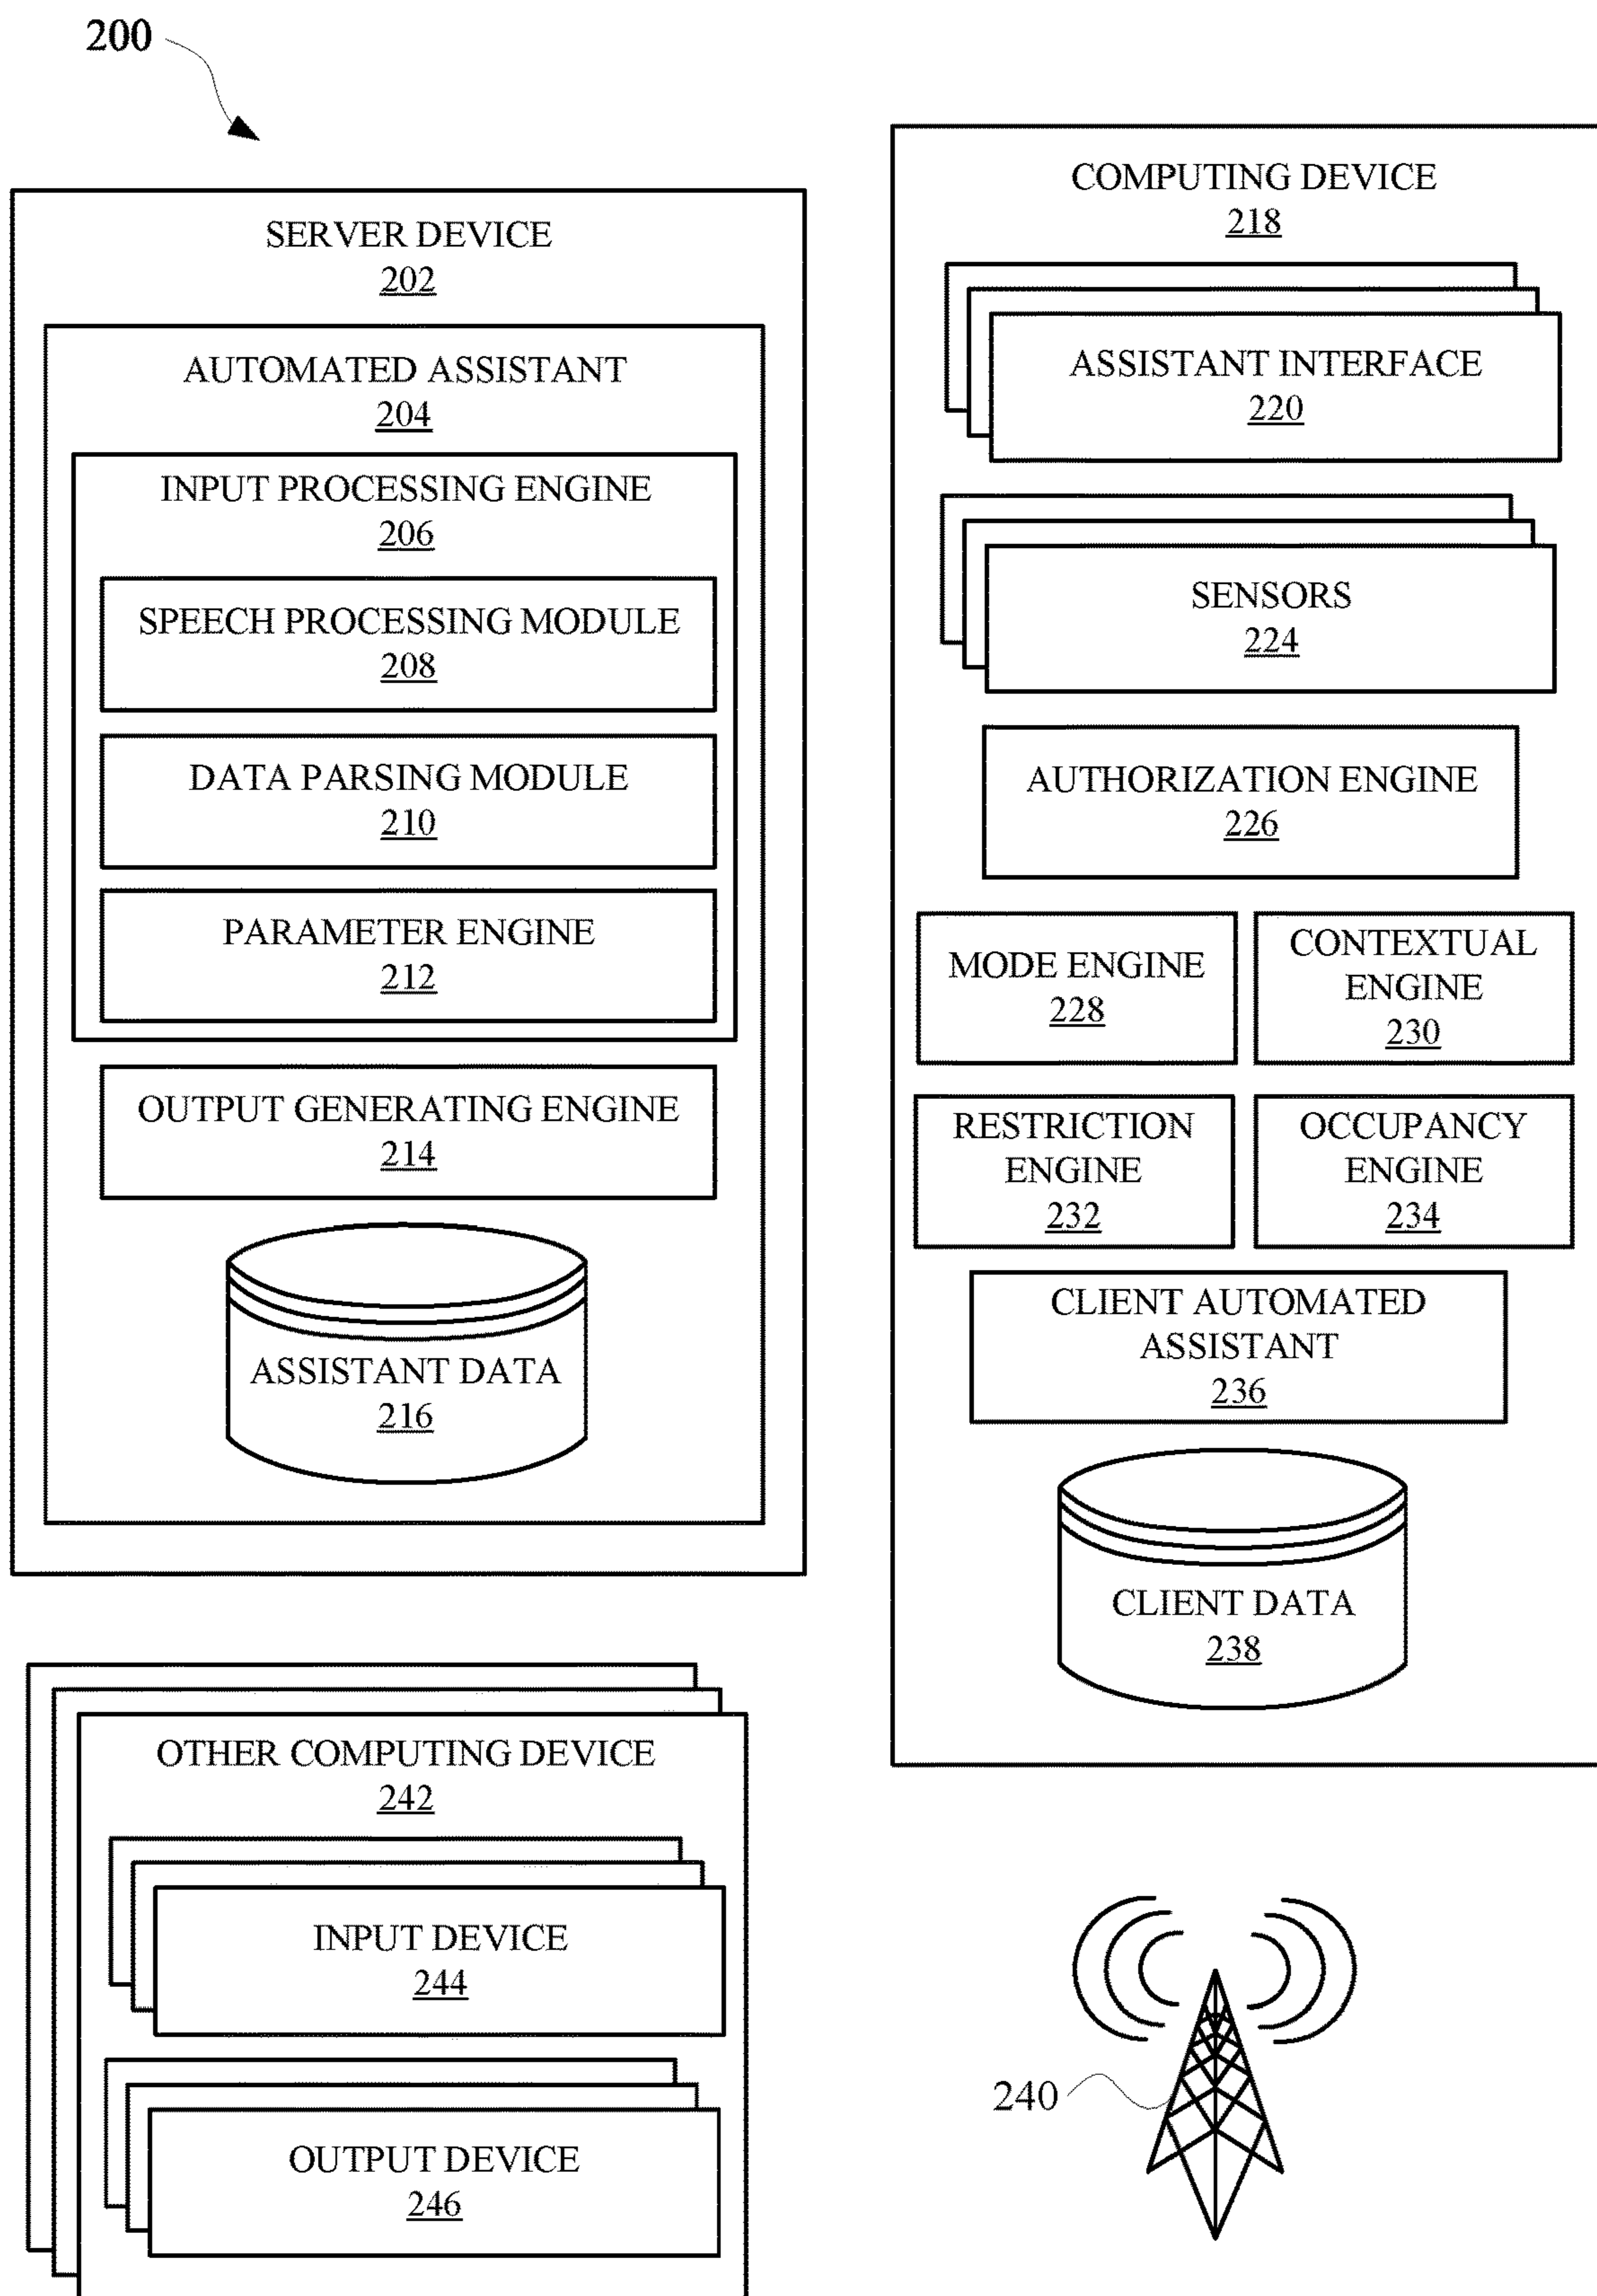 200
SERVER DEVICE
202
AUTOMATED ASSISTANT
204
INPUT PROCESSING ENGINE
206
SPEECH PROCESSING MODULE
208
DATA PARSING MODULE
210
PARAMETER ENGINE
212
OUTPUT GENERATING ENGINE
214
ASSISTANT DATA
216
COMPUTING DEVICE
218
ASSISTANT INTERFACE
220
SENSORS
224
AUTHORIZATION ENGINE
226
MODE ENGINE
228
CONTEXTUAL
ENGINE
230
RESTRICTION
ENGINE
232
OCCUPANCY
ENGINE
234
CLIENT AUTOMATED
ASSISTANT
236
CLIENT DATA
238
OTHER COMPUTING DEVICE
242
INPUT DEVICE
244
OUTPUT DEVICE
246
240